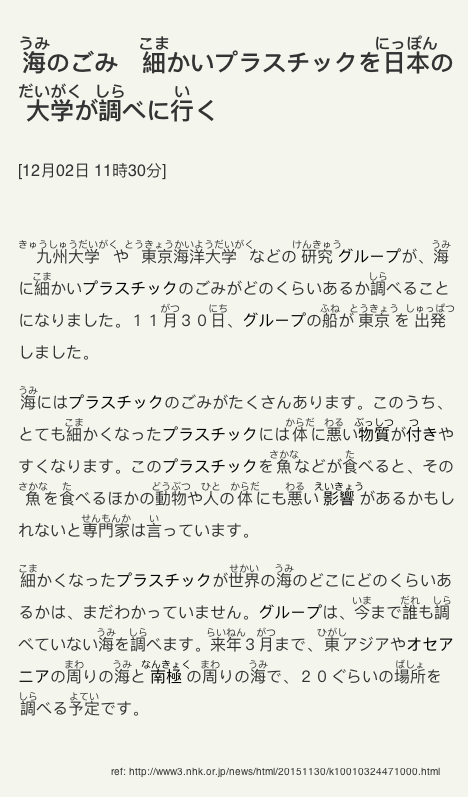 海のごみ　細かいプラスチックを日本の
大学が調べに行く
[12月02日 11時30分]
九州大学や東京海洋大学などの研究グループが、海
に細かいプラスチックのごみがどのくらいあるか調べること
になりました。１１月３０日、グループの船が東京を出発
しました。
海にはプラスチックのごみがたくさんあります。このうち、
とても細かくなったプラスチックには体に悪い物質が付きや
すくなります。このプラスチックを魚などが食べると、その
魚を食べるほかの動物や人の体にも悪い影響があるかもし
れないと専門家は言っています。
細かくなったプラスチックが世界の海のどこにどのくらいあ
るかは、まだわかっていません。グループは、今まで誰も調
べていない海を調べます。来年３月まで、東アジアやオセア
ニアの周りの海と南極の周りの海で、２０ぐらいの場所を
調べる予定です。
ref: http://www3.nhk.or.jp/news/html/20151130/k10010324471000.html